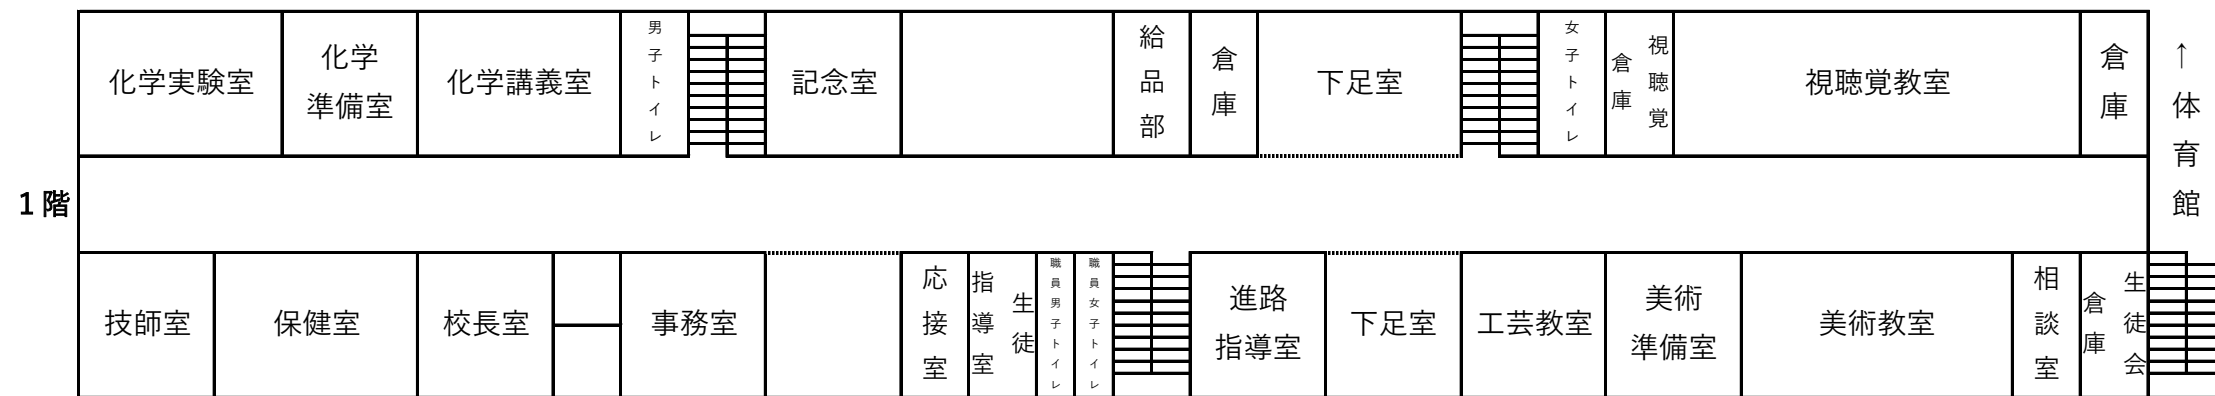 化学実験室
化学
準備室
化学講義室
男子トイレ
記念室
給品部
倉庫
下足室
女子トイレ
視聴覚
倉庫
視聴覚教室
倉庫
↑体育館
1階
技師室
保健室
校長室
事務室
応接室
生徒
指導室
職員男子トイレ
職員女子トイレ
進路
指導室
下足室
工芸教室
美術
準備室
美術教室
相談室
生徒会
倉庫